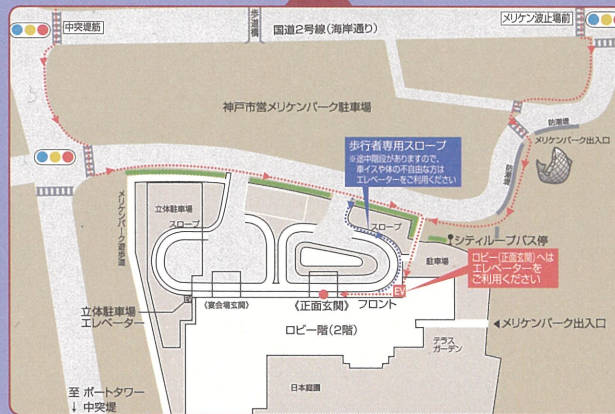 中突堤筋
歩道橋
国道2号線(海岸通り)
メリケン波止場前
神戸市営メリケンパーク駐車場
防潮堤
メリケンパーク出入口
歩行者専用スロープ
※途中階段がありますので、
車イスや体の不自由な方は
エレベーターをご利用ください
防潮堤
メリケンパーク遊歩道
立体駐車場
スロープ
スロープ
シティループバス停
駐車場
ロビー(正面玄関)へは
エレベーターを
ご利用ください
立体駐車場
エレベーター
《宴会場玄関》
《正面玄関》
フロント
EV
ロビー階(2階)
メリケンパーク出入口
テラス
ガーデン
日本庭園
至 ポートタワー
↓ 中突堤